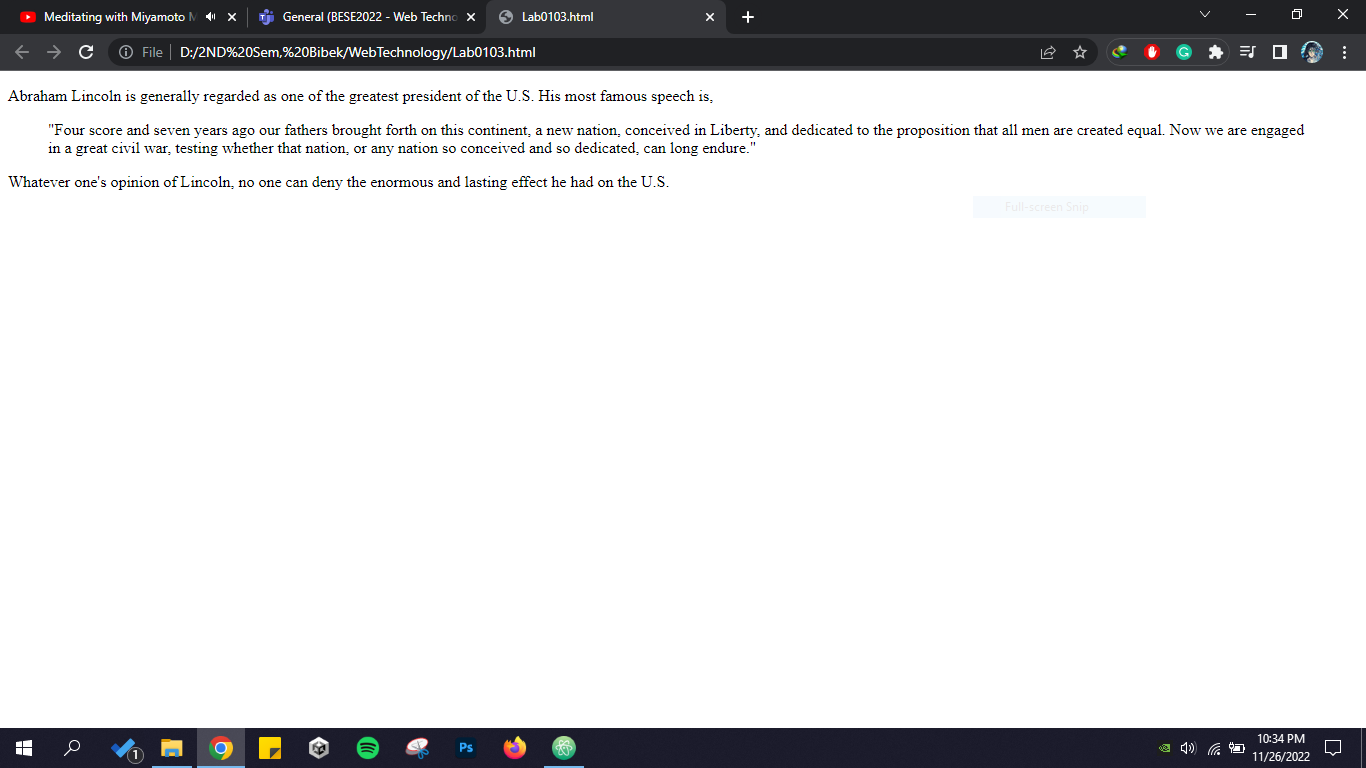 Meditating with Miyamoto M
General (BESE2022 - Web Techno
Lab0103.html
File
D:/2ND%20Sem,%20Bibek/WebTechnology/Lab0103.html
Abraham Lincoln is generally regarded as one of the greatest president of the U.S. His most famous speech is,
"Four score and seven years ago our fathers brought forth on this continent, a new nation, conceived in Liberty, and dedicated to the proposition that all men are created equal. Now we are engaged
in a great civil war, testing whether that nation, or any nation so conceived and so dedicated, can long endure."
Whatever one's opinion of Lincoln, no one can deny the enormous and lasting effect he had on the U.S.
Full-screen Snip
1
Ps
10:34 PM
11/26/2022